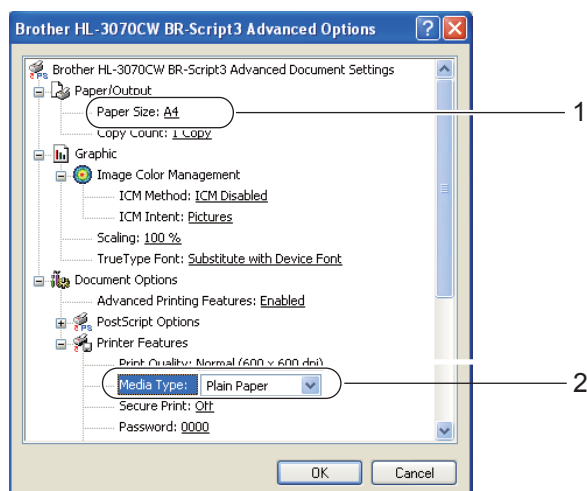 Brother HL-3070CW BR-Script3 Advanced Options
Brother HL-3070CW BR-Script3 Advanced Document Settings
Paper/Output
Paper Size: A4
1
Copy Count: 1 Copy
Graphic
Image Color Management
ICM Method: ICM Disabled
ICM Intent: Pictures
Scaling: 100 %
TrueType Font: Substitute with Device Font
Document Options
Advanced Printing Features: Enabled
PostScript Options
Printer Features
Print Quality: Normal (600 x 600 dpi)
Media Type: Plain Paper
2
Secure Print: Off
Password: 0000
OK Cancel